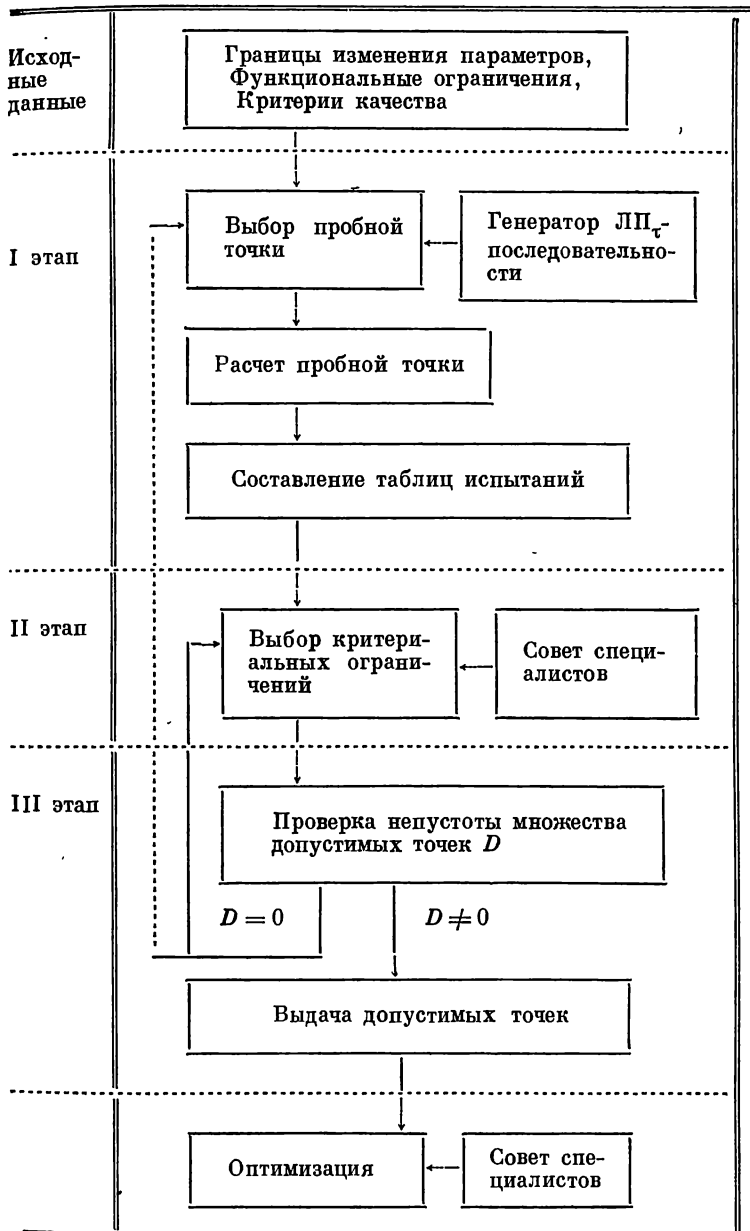 Исход-
ные
данные
Границы изменения параметров,
Функциональные ограничения,
Критерии качества
I этап
Выбор пробной
точки
Генератор ЛПτ-
последовательно-
сти
Расчет пробной точки
Составление таблиц испытаний
II этап
Выбор критери-
альных ограни-
чений
Совет специ-
алистов
III этап
Проверка непустоты множества
допустимых точек D
D = 0
D ≠ 0
Выдача допустимых точек
Оптимизация
Совет спе-
циалистов